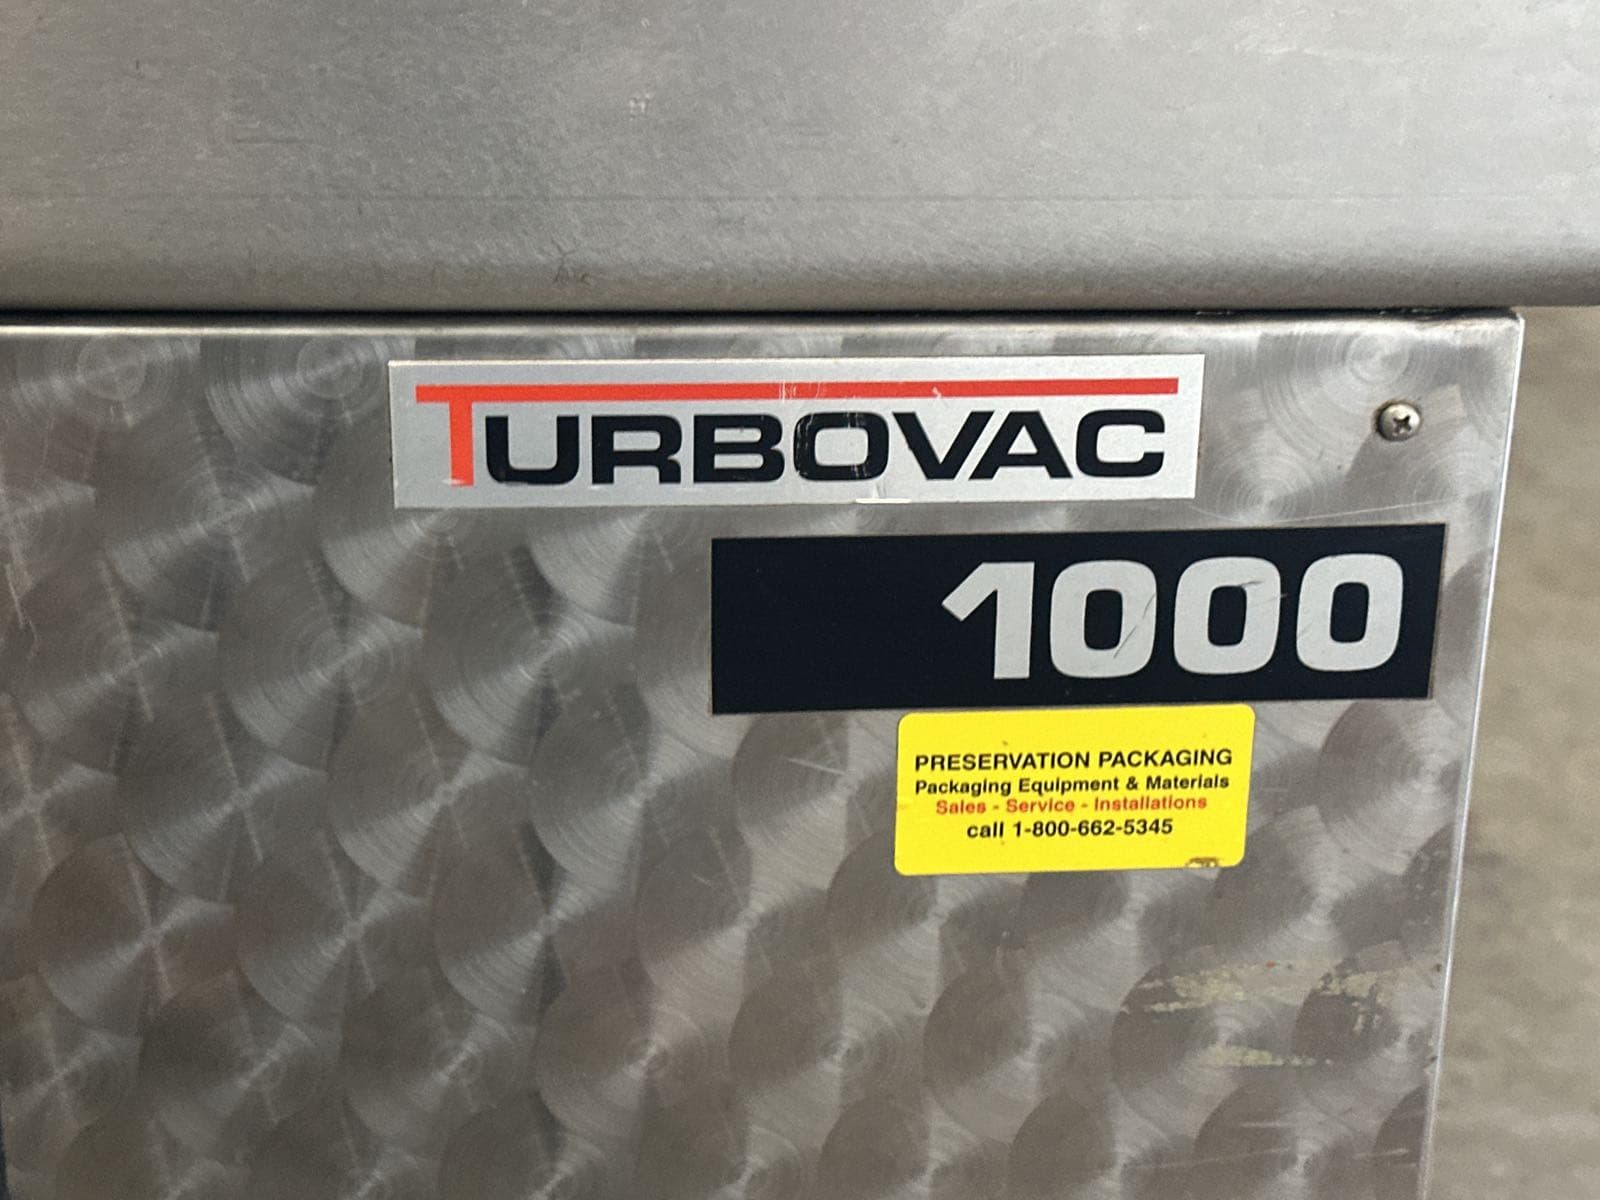 TURBOVAC
1000
PRESERVATION PACKAGING
Packaging Equipment & Materials
Sales - Service - Installations
call 1-800-662-5345